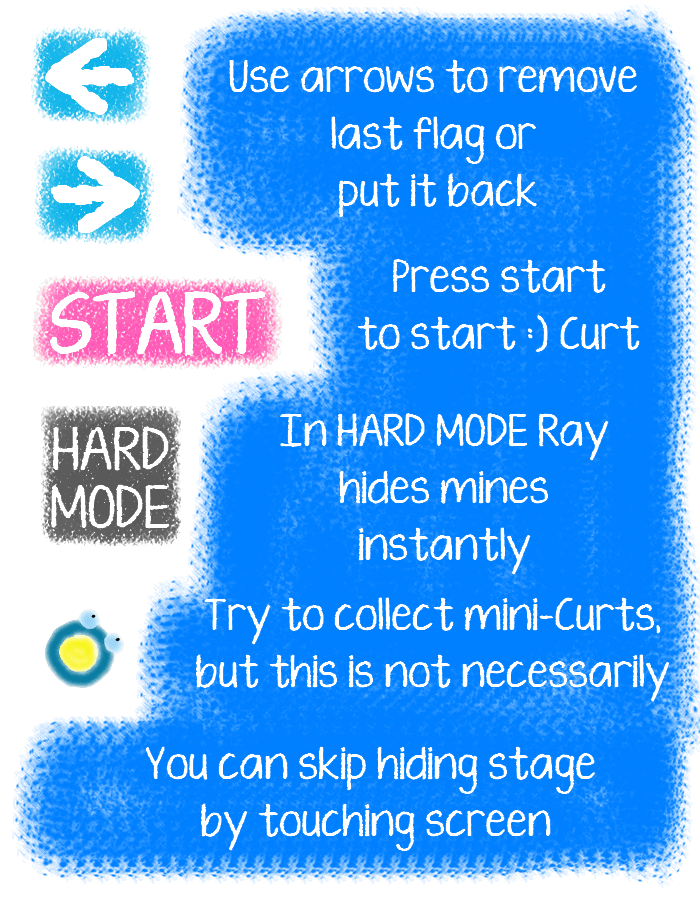 Use arrows to remove
last flag or
put it back
START
Press start
to start :) Curt
HARD
MODE
In HARD MODE Ray
hides mines
instantly
Try to collect mini-Curts,
but this is not necessarily
You can skip hiding stage
by touching screen